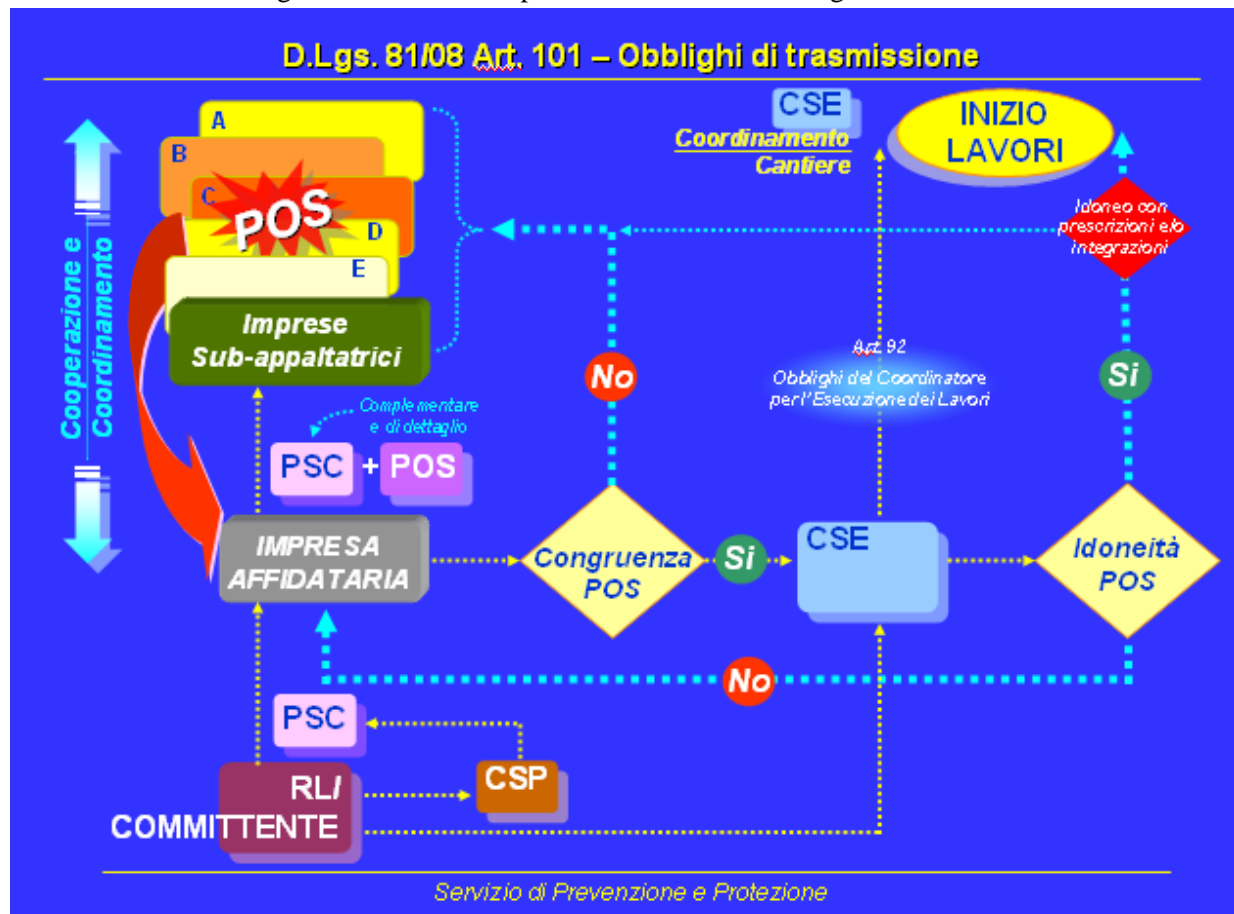 D.Lgs. 81/08 Art. 101 – Obblighi di trasmissione
A
B
C
POS
D
E
Imprese
Sub-appaltatrici
Cooperazione e
Coordinamento
CSE
Coordinamento
Cantiere
INIZIO
LAVORI
Idoneo con
prescrizioni e/o
integrazioni
No
Art. 92
Obblighi del Coordinatore
per l'Esecuzione dei Lavori
Si
Complementare
e di dettaglio
PSC + POS
IMPRESA
AFFIDATARIA
Congruenza
POS
Si
CSE
Idoneità
POS
No
PSC
CSP
RL/
COMMITTENTE
Servizio di Prevenzione e Protezione